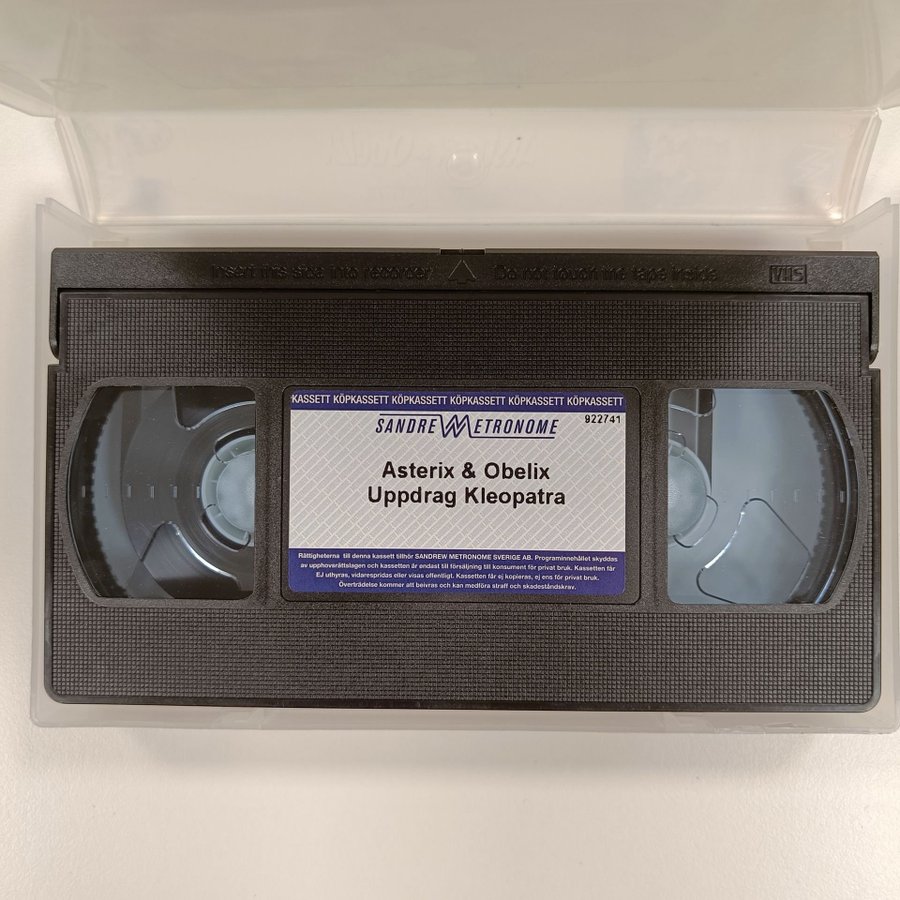 Insert this side into recorder Do not touch the tape inside VHS
KASSETT KÖPKASSETT KÖPKASSETT KÖPKASSETT KÖPKASSETT KÖPKASSETT
SANDREW METRONOME
922741
Asterix & Obelix
Uppdrag Kleopatra
Rättigheterna till denna kassett tillhör SANDREW METRONOME SVERIGE AB. Programinnehållet skyddas
av upphovsrättslagen och kassetten är endast till försäljning till konsument för privat bruk. Kassetten får
EJ uthyras, vidarespridas eller visas offentligt. Kassetten får ej kopieras, ej ens för privat bruk.
Överträdelse kommer att beivras och kan medföra straff och skadeståndskrav.